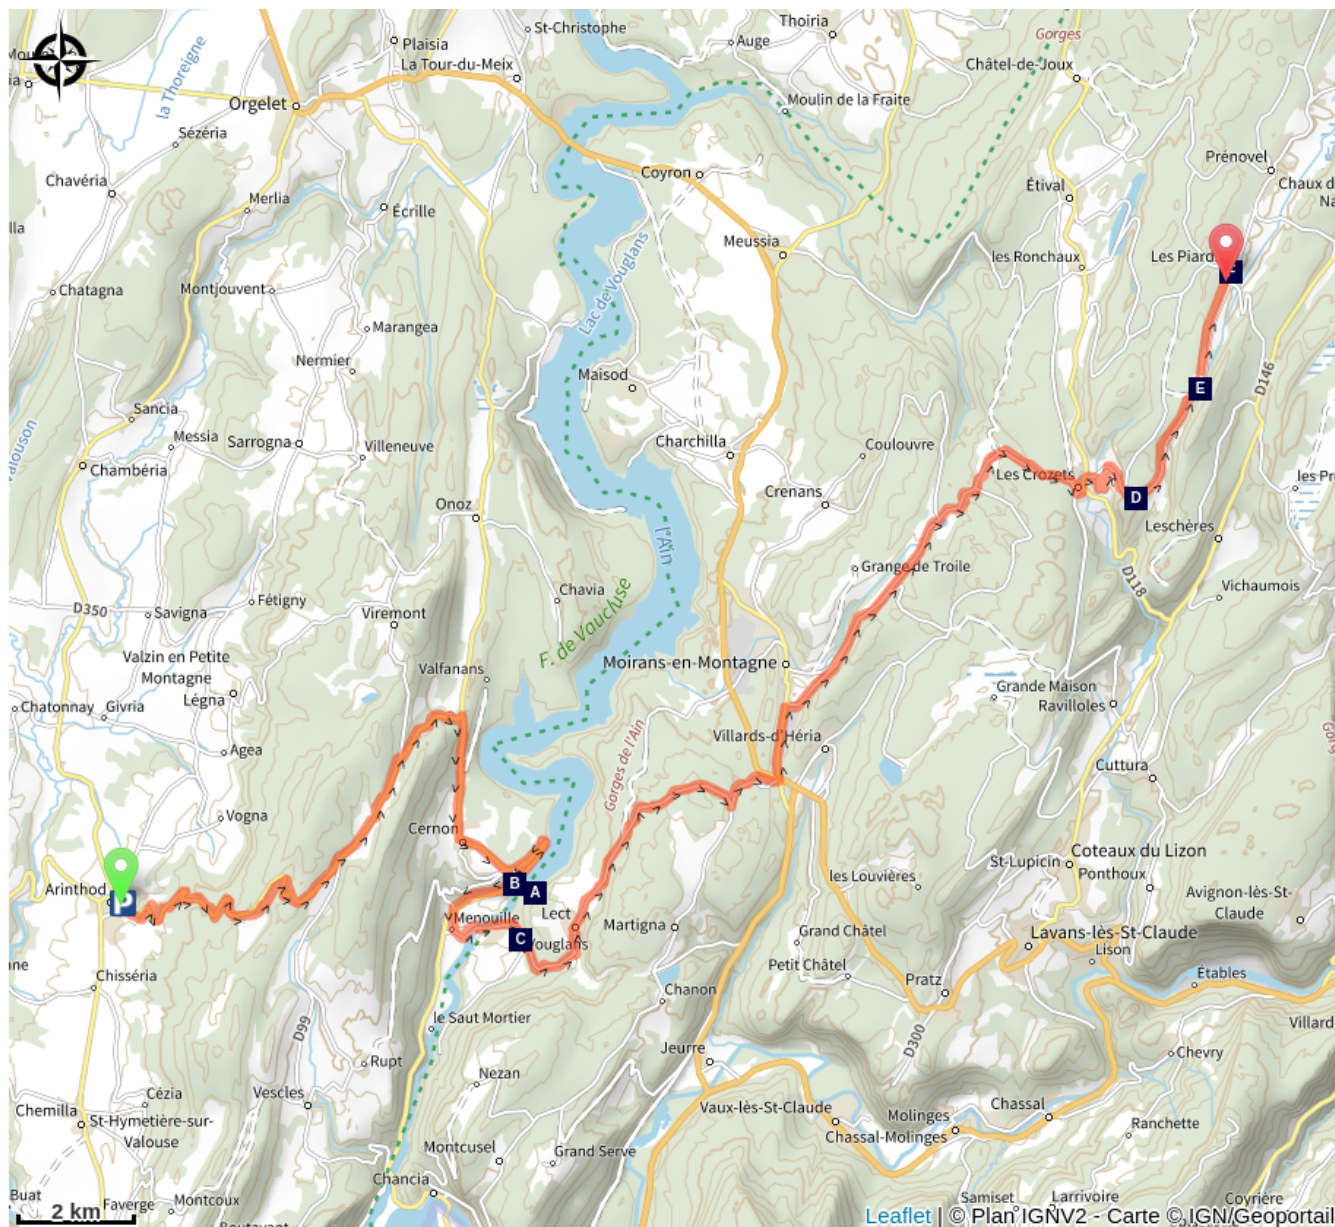 St-Christophe
Thoiria
Plaisia
Auge
Gorges
La Tour-du-Meix
Châtel-de-Joux
la Thoreigne
Orgelet
Moulin de la Fraite
Sézéria
Prénovel
Coyron
Chavéria
Étival
Chaux d
Na
Merlia
Écrille
lla
Meussia
les Ronchaux
Les Piard
F
Chatagna
Montjouvent
Lac de Vouglans
Marangea
Nermier
Maisod
D146
E
Sancia
Messia
Sarrogna
Villeneuve
Charchilla
Coulouvre
Chambéria
Les Crozets
les Pr
Crenans
D
Onoz
Leschères
l'Ain
Grange de Troile
D118
Chavia
Vichaumois
D350
Savigna
Fétigny
Viremont
F. de Vaucluse
Valzin en Petite
Montagne
Valfanans
Moirans-en-Montagne
Légna
Grande Maison
Ravilloles
Chatonnay
Givria
Gorges de l'Ain
Villards-d'Héria
Agea
Cuttura
Vogna
Cernon
St-Lupicin
Coteaux du Lizon
Ponthoux
les Louvières
Arinthod
P
B
A
Avignon-lès-St-
Claude
Menouille
Lect
Vouglans
C
Martigna
Grand Châtel
Lavans-lès-St-Claude
Lison
ne
Chisséria
Petit Châtel
Pratz
Étables
Chanon
le Saut Mortier
D99
Villard
D300
Jeurre
Chevry
Rupt
Nezan
Cézia
Vescles
Chemilla
St-Hymetière-sur-
Valouse
Vaux-lès-St-Claude
Molinges
Chassal
Chassal-Molinges
Ranchette
Montcusel
Grand Serve
Chancia
Buat
Faverge
Montcoux
Samiset
Larrivoire
Coyrière
2 km
Leaflet | © Plan IGNV2 - Carte © IGN/Geoportail